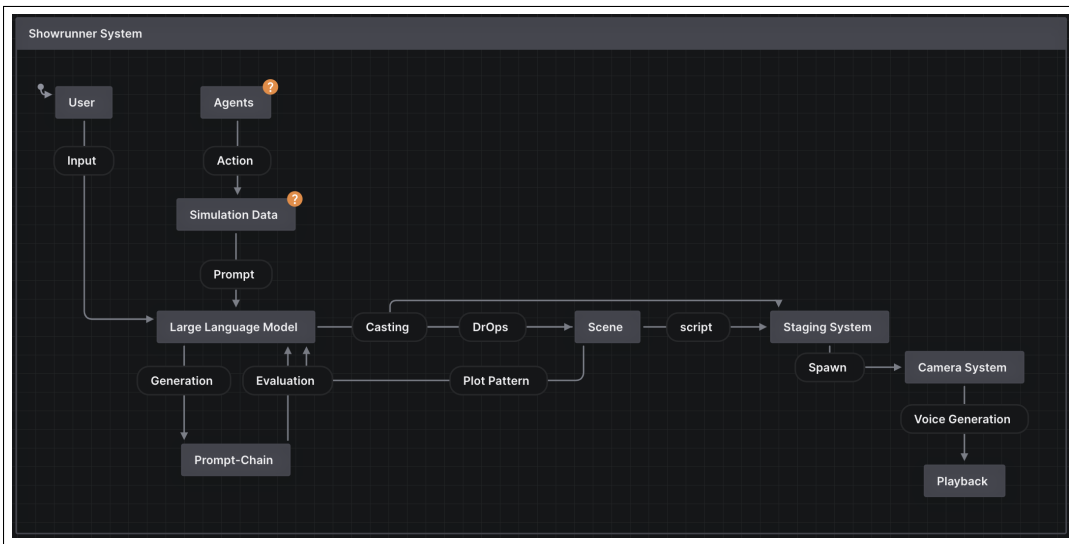 Showrunner System
User
Agents
?
Input
Action
Simulation Data
?
Prompt
Large Language Model
Casting
DrOps
Scene
script
Staging System
Generation
Evaluation
Plot Pattern
Spawn
Camera System
Voice Generation
Prompt-Chain
Playback